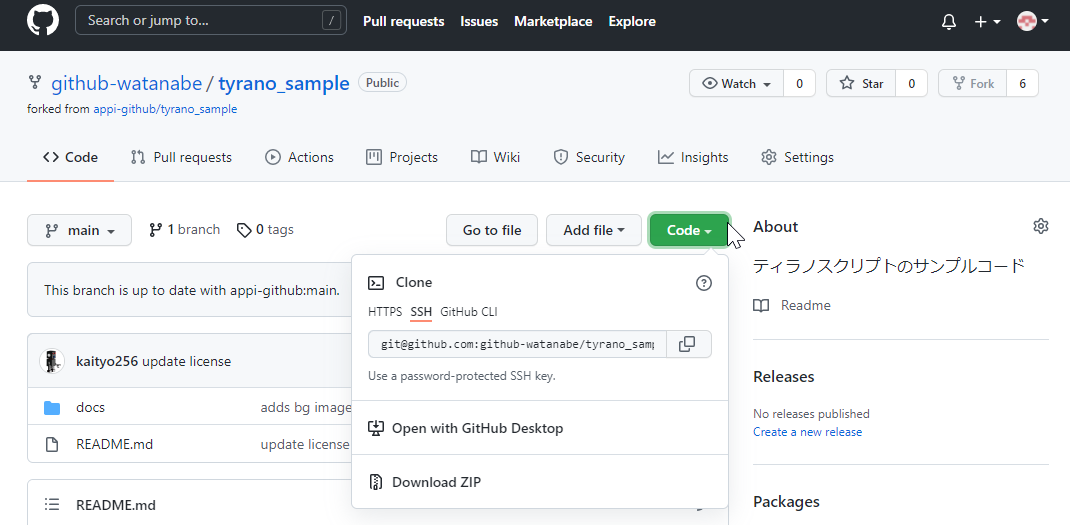 Search or jump to... /
Pull requests Issues Marketplace Explore
github-watanabe / tyrano_sample Public
Watch 0 Star 0 Fork 6
forked from appi-github/tyrano_sample
Code Pull requests Actions Projects Wiki Security Insights Settings
main 1 branch 0 tags Go to file Add file Code
About
ティラノスクリプトのサンプルコード
Readme
This branch is up to date with appi-github:main.
Clone
HTTPS SSH GitHub CLI
git@github.com:github-watanabe/tyrano_samp
Use a password-protected SSH key.
Open with GitHub Desktop
Download ZIP
kaityo256 update license
docs adds bg image
README.md update license
README.md
Releases
No releases published
Create a new release
Packages